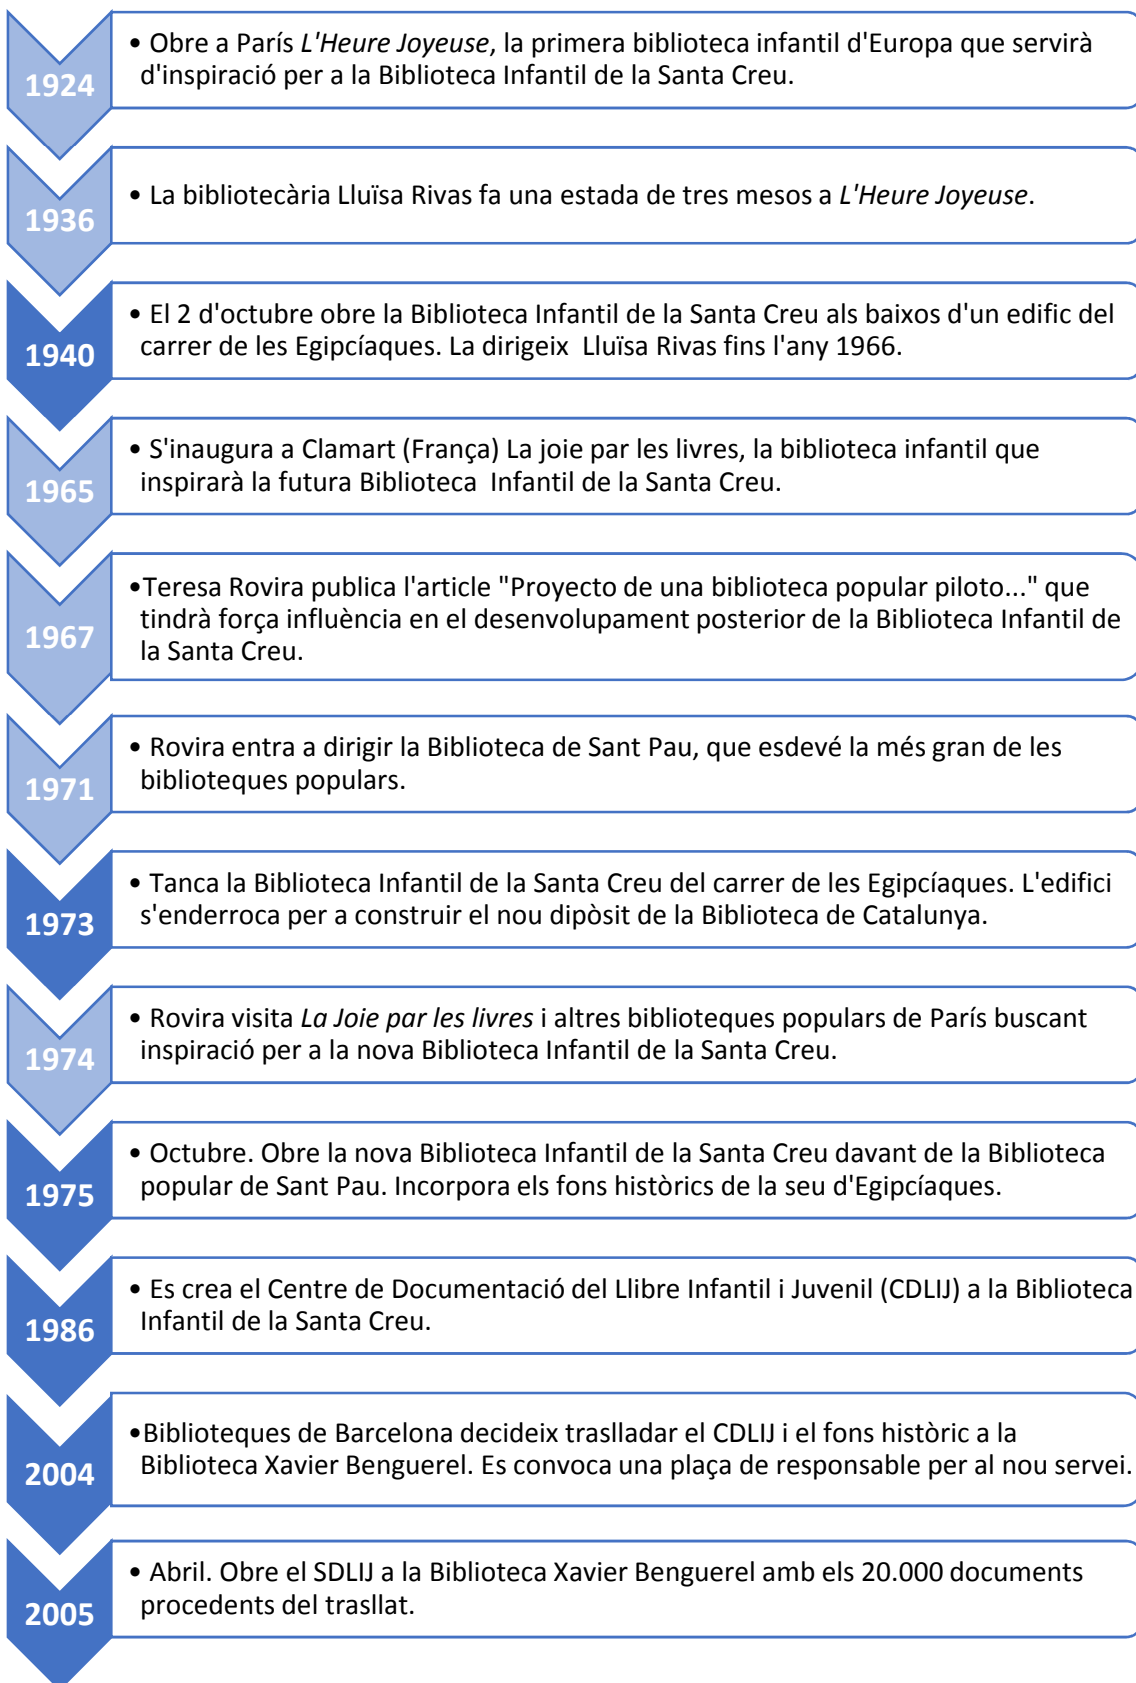 1924
• Obre a París L'Heure Joyeuse, la primera biblioteca infantil d'Europa que servirà
d'inspiració per a la Biblioteca Infantil de la Santa Creu.
1936
• La bibliotecària Lluïsa Rivas fa una estada de tres mesos a L'Heure Joyeuse.
1940
• El 2 d'octubre obre la Biblioteca Infantil de la Santa Creu als baixos d'un edific del
carrer de les Egipcíaques. La dirigeix Lluïsa Rivas fins l'any 1966.
1965
• S'inaugura a Clamart (França) La joie par les livres, la biblioteca infantil que
inspirarà la futura Biblioteca Infantil de la Santa Creu.
1967
•Teresa Rovira publica l'article "Proyecto de una biblioteca popular piloto..." que
tindrà força influència en el desenvolupament posterior de la Biblioteca Infantil de
la Santa Creu.
1971
• Rovira entra a dirigir la Biblioteca de Sant Pau, que esdevé la més gran de les
biblioteques populars.
1973
• Tanca la Biblioteca Infantil de la Santa Creu del carrer de les Egipcíaques. L'edifici
s'enderroca per a construir el nou dipòsit de la Biblioteca de Catalunya.
1974
• Rovira visita La Joie par les livres i altres biblioteques populars de París buscant
inspiració per a la nova Biblioteca Infantil de la Santa Creu.
1975
• Octubre. Obre la nova Biblioteca Infantil de la Santa Creu davant de la Biblioteca
popular de Sant Pau. Incorpora els fons històrics de la seu d'Egipcíaques.
1986
• Es crea el Centre de Documentació del Llibre Infantil i Juvenil (CDLIJ) a la Biblioteca
Infantil de la Santa Creu.
2004
•Biblioteques de Barcelona decideix traslladar el CDLIJ i el fons històric a la
Biblioteca Xavier Benguerel. Es convoca una plaça de responsable per al nou servei.
2005
• Abril. Obre el SDLIJ a la Biblioteca Xavier Benguerel amb els 20.000 documents
procedents del trasllat.